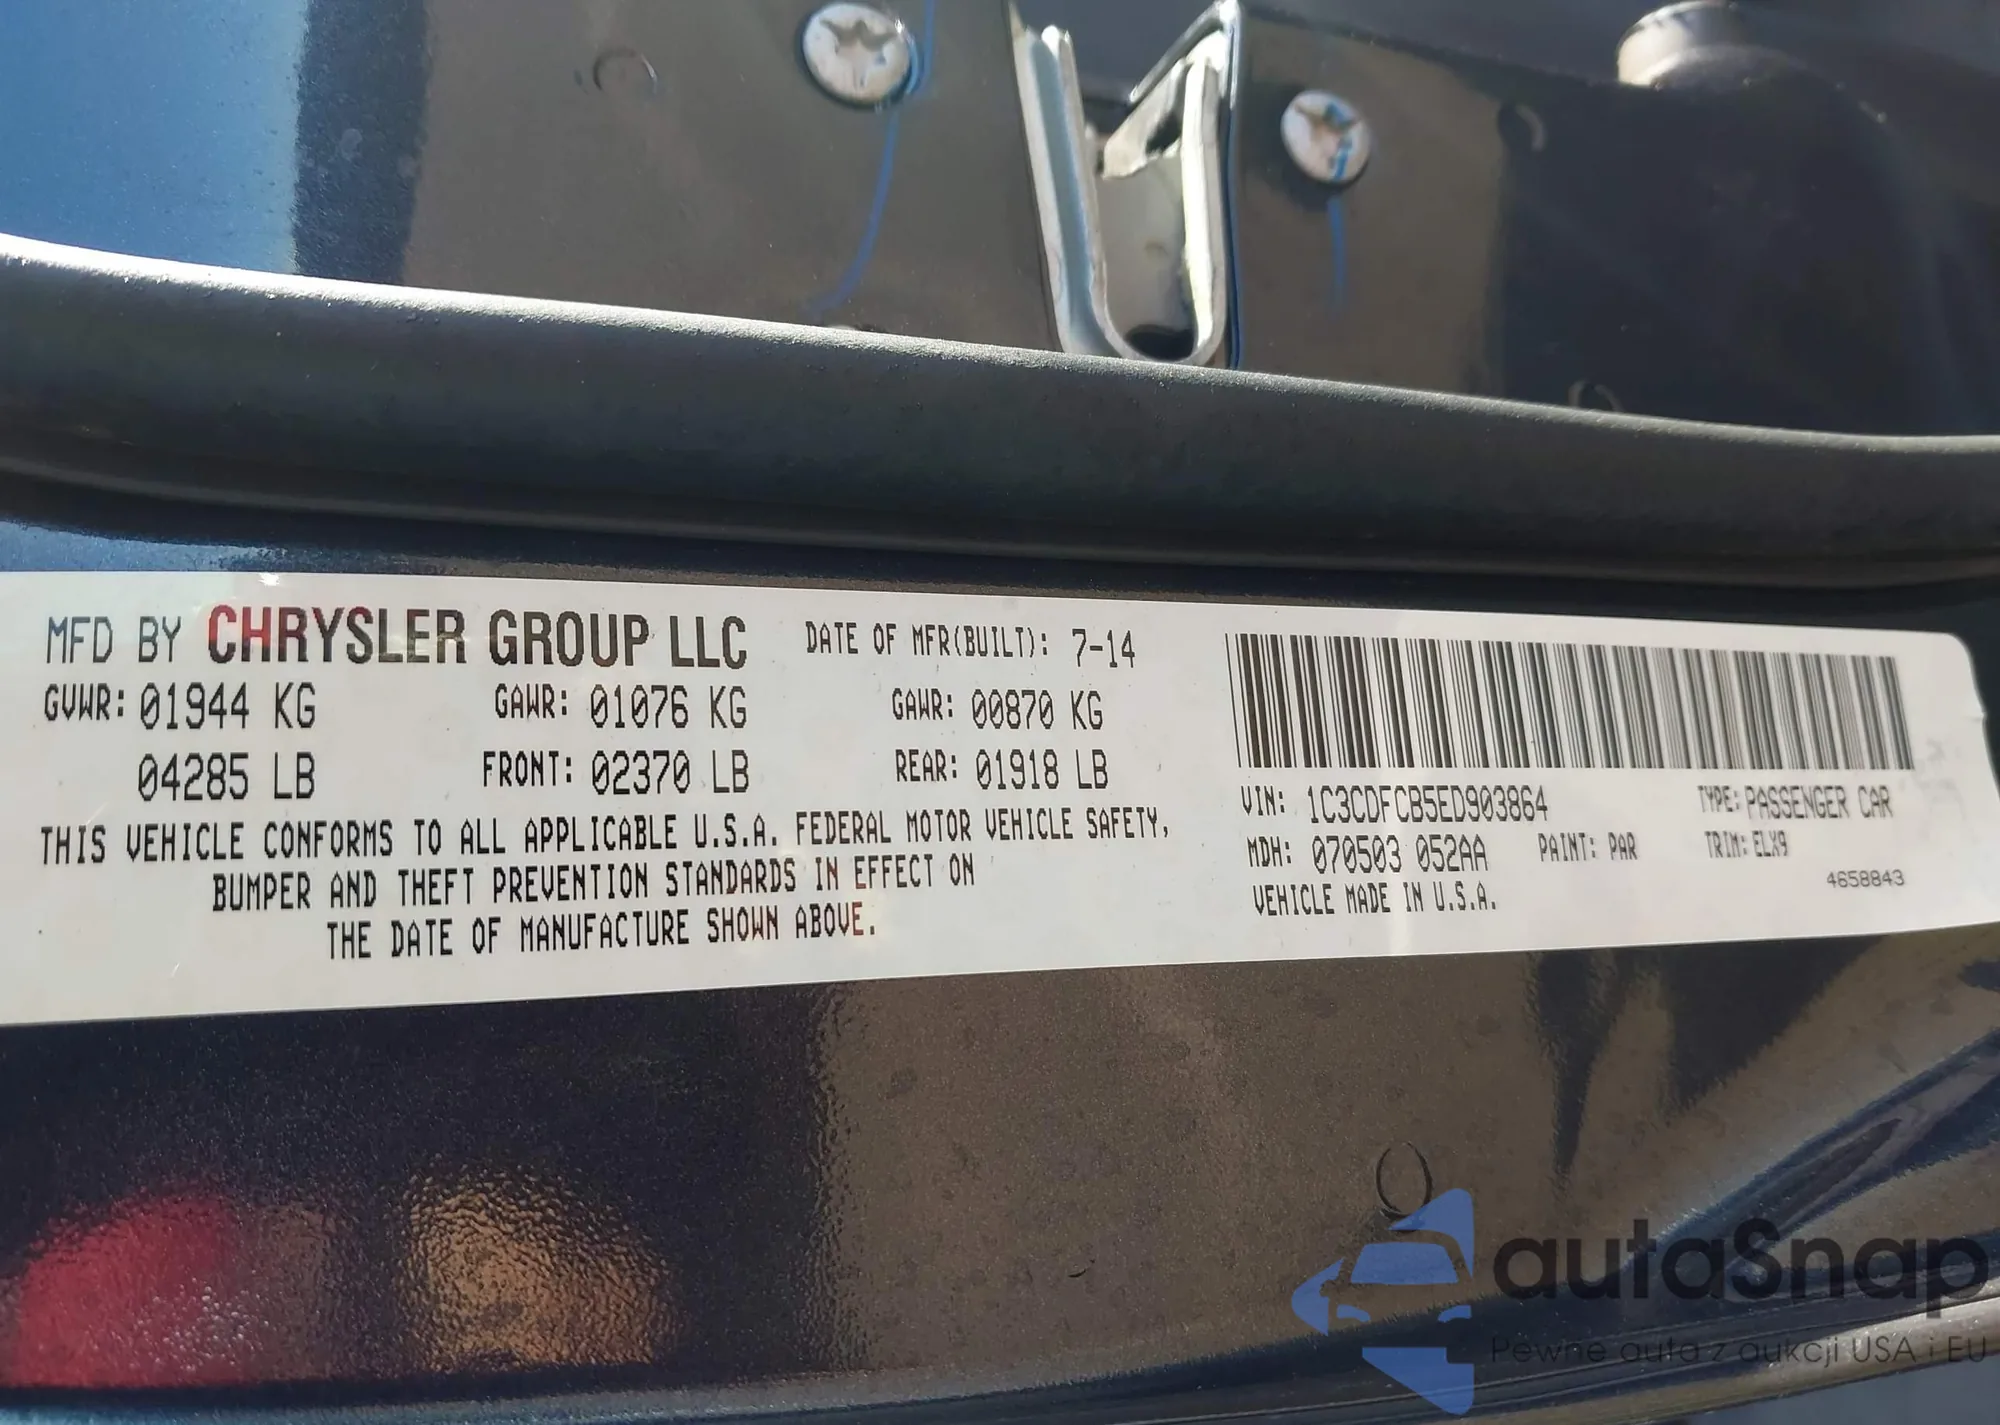 MFD BY CHRYSLER GROUP LLC DATE OF MFR(BUILT): 7-14
GVWR: 01944 KG GAWR: 01076 KG GAWR: 00870 KG
04285 LB FRONT: 02370 LB REAR: 01918 LB
THIS VEHICLE CONFORMS TO ALL APPLICABLE U.S.A. FEDERAL MOTOR VEHICLE SAFETY,
BUMPER AND THEFT PREVENTION STANDARDS IN EFFECT ON
THE DATE OF MANUFACTURE SHOWN ABOVE.
VIN: 1C3CDFCB5ED903864 TYPE: PASSENGER CAR
MDH: 070503 052AA PAINT: PAR TRIM: ELX9
VEHICLE MADE IN U.S.A. 4658843
autaSnap
Pewne auta z aukcji USA i EU